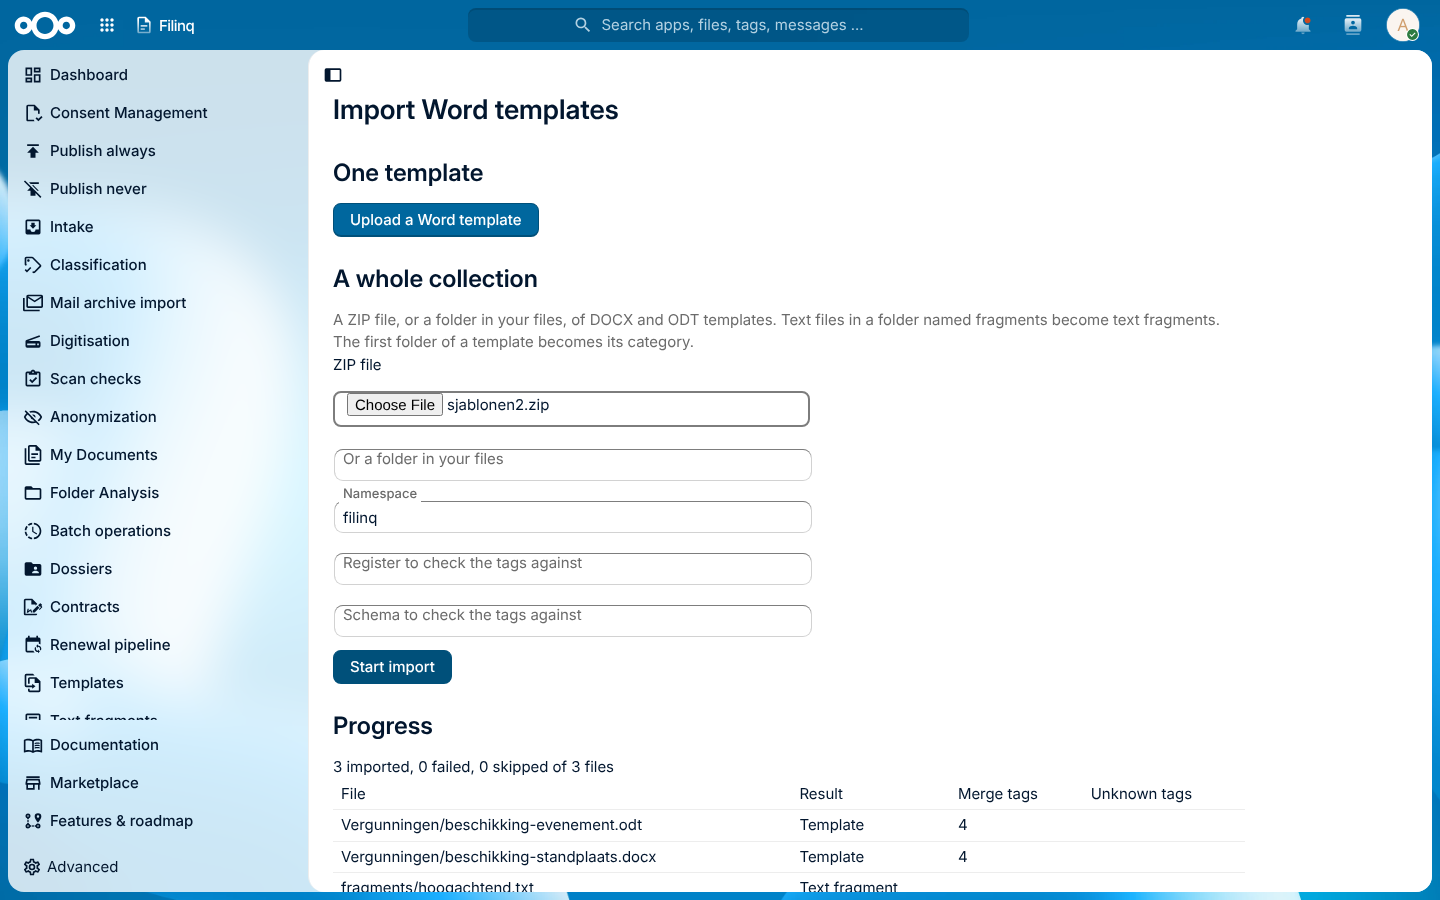 Filinq
Search apps, files, tags, messages ...
A
Dashboard
Consent Management
Publish always
Publish never
Intake
Classification
Mail archive import
Digitisation
Scan checks
Anonymization
My Documents
Folder Analysis
Batch operations
Dossiers
Contracts
Renewal pipeline
Templates
Text fragments
Documentation
Marketplace
Features & roadmap
Advanced
Import Word templates
One template
Upload a Word template
A whole collection
A ZIP file, or a folder in your files, of DOCX and ODT templates. Text files in a folder named fragments become text fragments.
The first folder of a template becomes its category.
ZIP file
Choose File sjablonen2.zip
Or a folder in your files
Namespace
filinq
Register to check the tags against
Schema to check the tags against
Start import
Progress
3 imported, 0 failed, 0 skipped of 3 files
File Result Merge tags Unknown tags
Vergunningen/beschikking-evenement.odt Template 4
Vergunningen/beschikking-standplaats.docx Template 4
fragments/hoogachtend.txt Text fragment